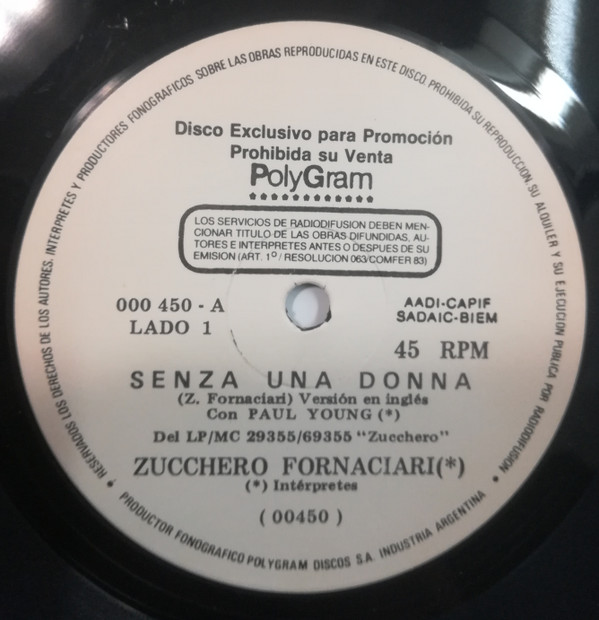 RESERVADOS LOS DERECHOS DE LOS AUTORES, INTERPRETES Y PRODUCTORES FONOGRAFICOS SOBRE LAS OBRAS REPRODUCIDAS EN ESTE DISCO. PROHIBIDA SU REPRODUCCION, SU ALQUILER Y SU EJECUCION PUBLICA POR RADIODIFUSION
Disco Exclusivo para Promoción
Prohibida su Venta
PolyGram
LOS SERVICIOS DE RADIODIFUSION DEBEN MEN-
CIONAR TITULO DE LAS OBRAS DIFUNDIDAS, AU-
TORES E INTERPRETES ANTES O DESPUES DE SU
EMISION (ART. 1º / RESOLUCION 063/COMFER 83)
000 450 - A
LADO 1
AADI-CAPIF
SADAIC-BIEM
45 RPM
SENZA UNA DONNA
(Z. Fornaciari) Versión en inglés
Con PAUL YOUNG (*)
Del LP/MC 29355/69355 "Zucchero"
ZUCCHERO FORNACIARI(*)
(*) Intérpretes
( 00450 )
PRODUCTOR FONOGRAFICO POLYGRAM DISCOS S.A. INDUSTRIA ARGENTINA